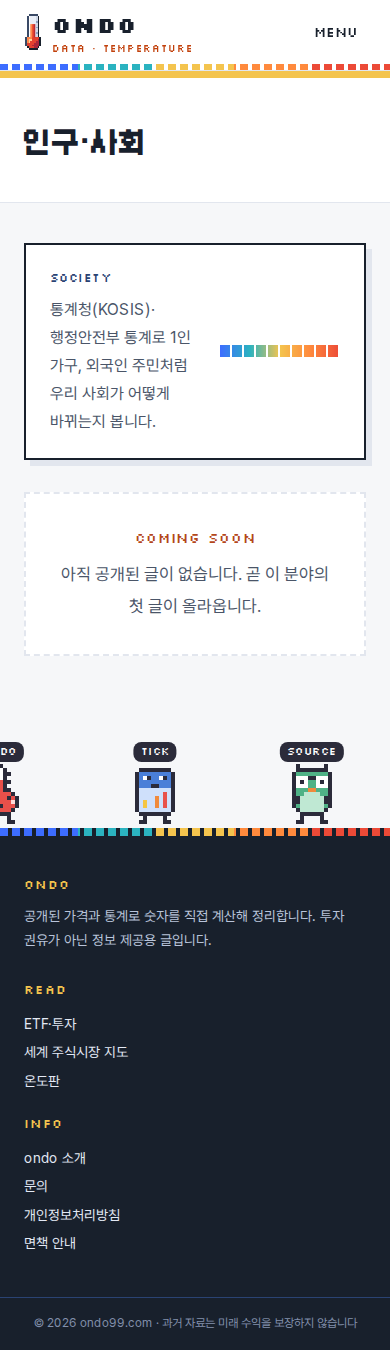 ONDO
DATA · TEMPERATURE
MENU
인구·사회
SOCIETY
통계청(KOSIS)·
행정안전부 통계로 1인
가구, 외국인 주민처럼
우리 사회가 어떻게
바뀌는지 봅니다.
COMING SOON
아직 공개된 글이 없습니다. 곧 이 분야의
첫 글이 올라옵니다.
DO
TICK
SOURCE
ONDO
공개된 가격과 통계로 숫자를 직접 계산해 정리합니다. 투자
권유가 아닌 정보 제공용 글입니다.
READ
ETF·투자
세계 주식시장 지도
온도판
INFO
ondo 소개
문의
개인정보처리방침
면책 안내
© 2026 ondo99.com · 과거 자료는 미래 수익을 보장하지 않습니다